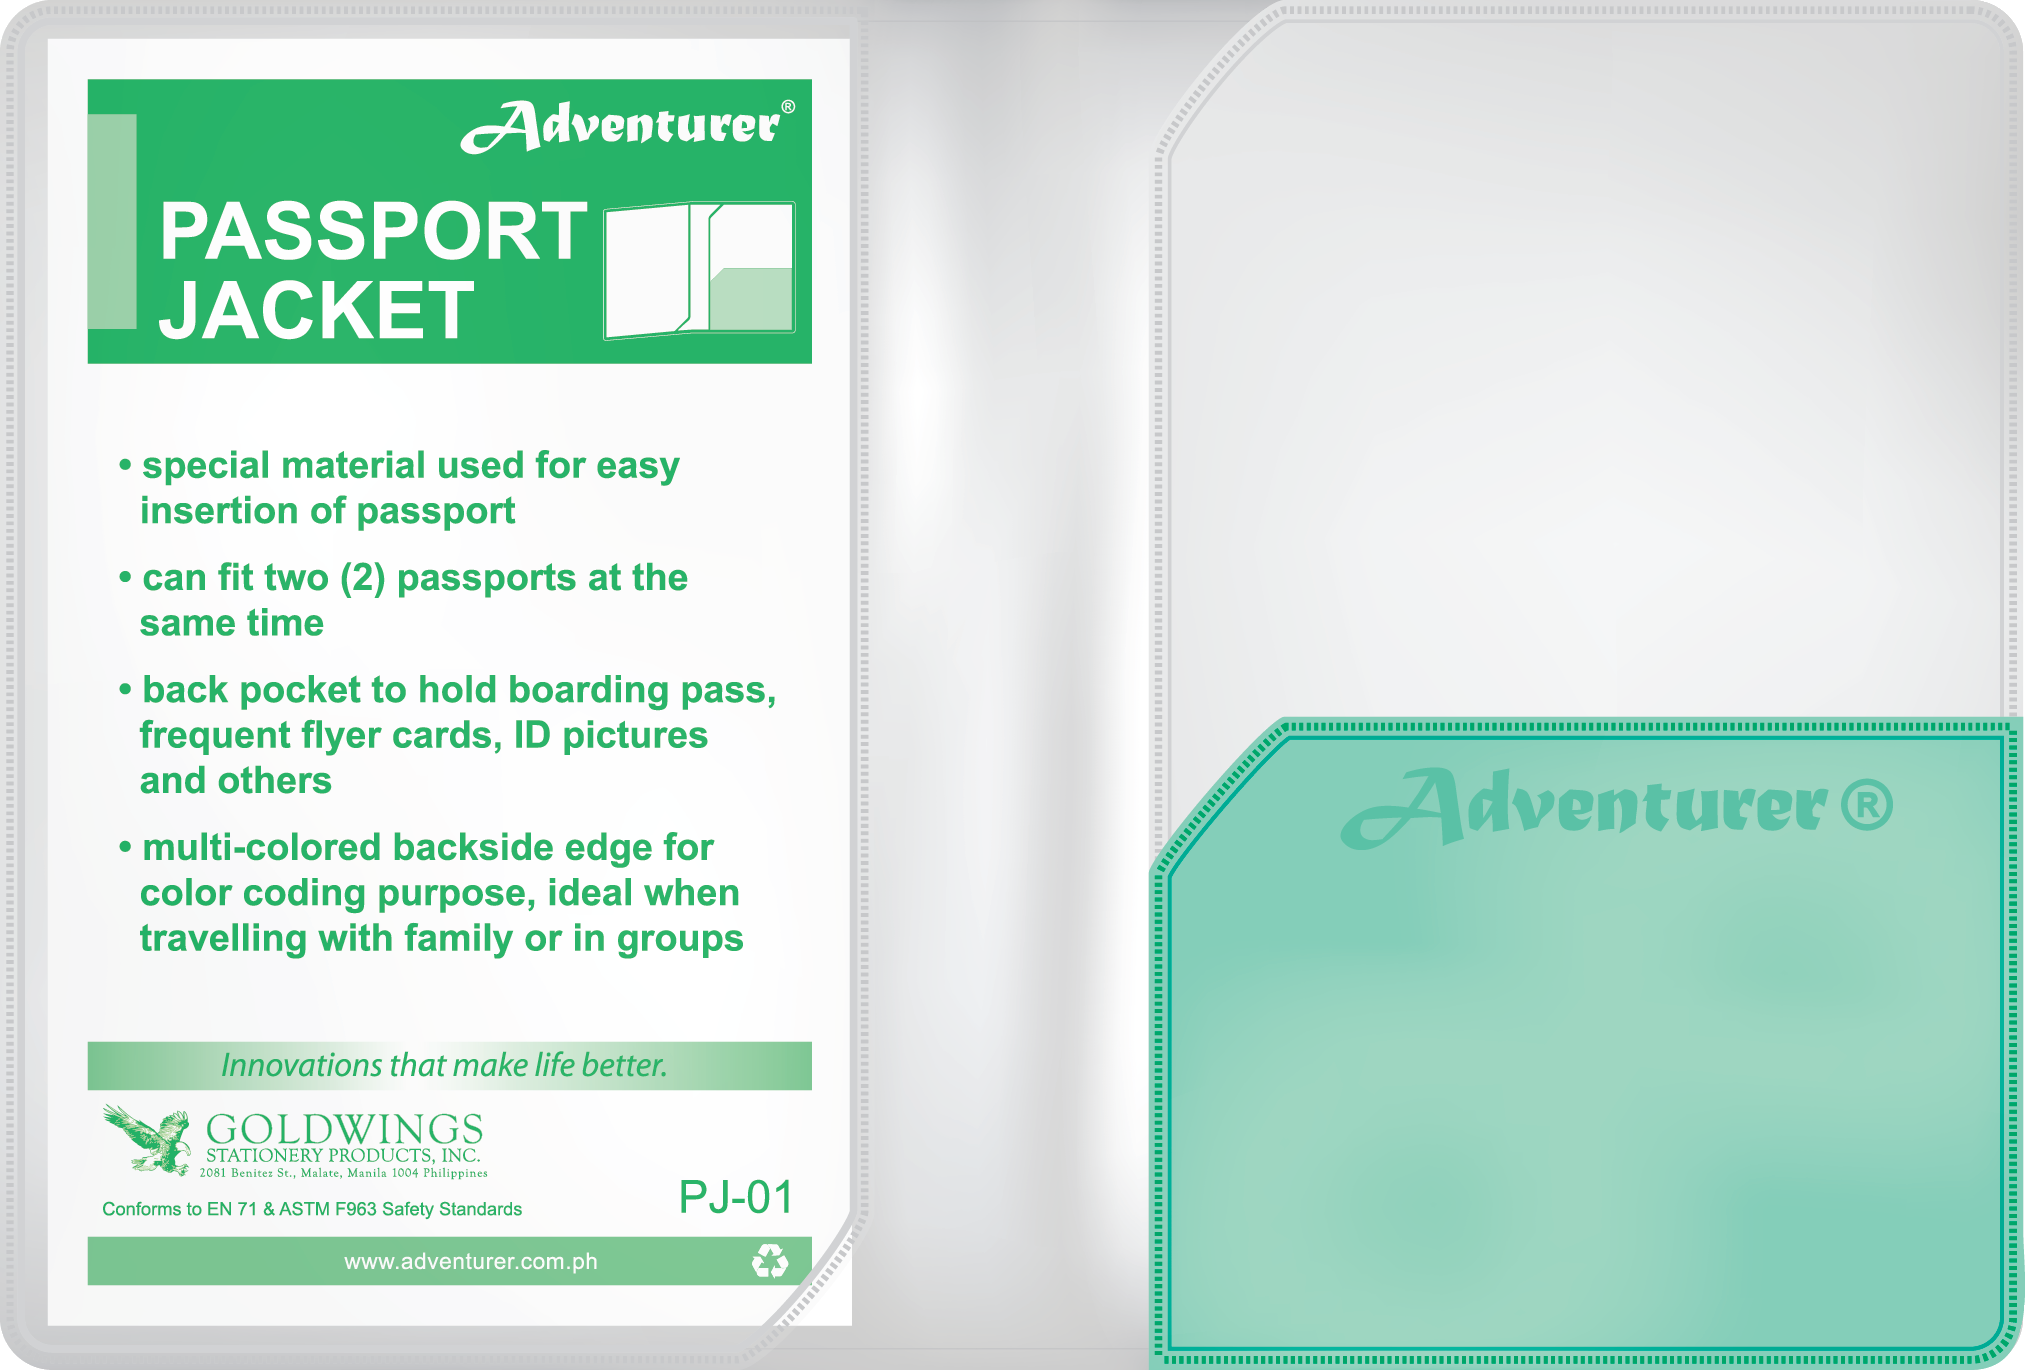 Adventurer®
PASSPORT
JACKET
• special material used for easy
insertion of passport
• can fit two (2) passports at the
same time
• back pocket to hold boarding pass,
frequent flyer cards, ID pictures
and others
• multi-colored backside edge for
color coding purpose, ideal when
travelling with family or in groups
Innovations that make life better.
GOLDWINGS
STATIONERY PRODUCTS, INC.
2081 Benitez St., Malate, Manila 1004 Philippines
Conforms to EN 71 & ASTM F963 Safety Standards
PJ-01
www.adventurer.com.ph
Adventurer®